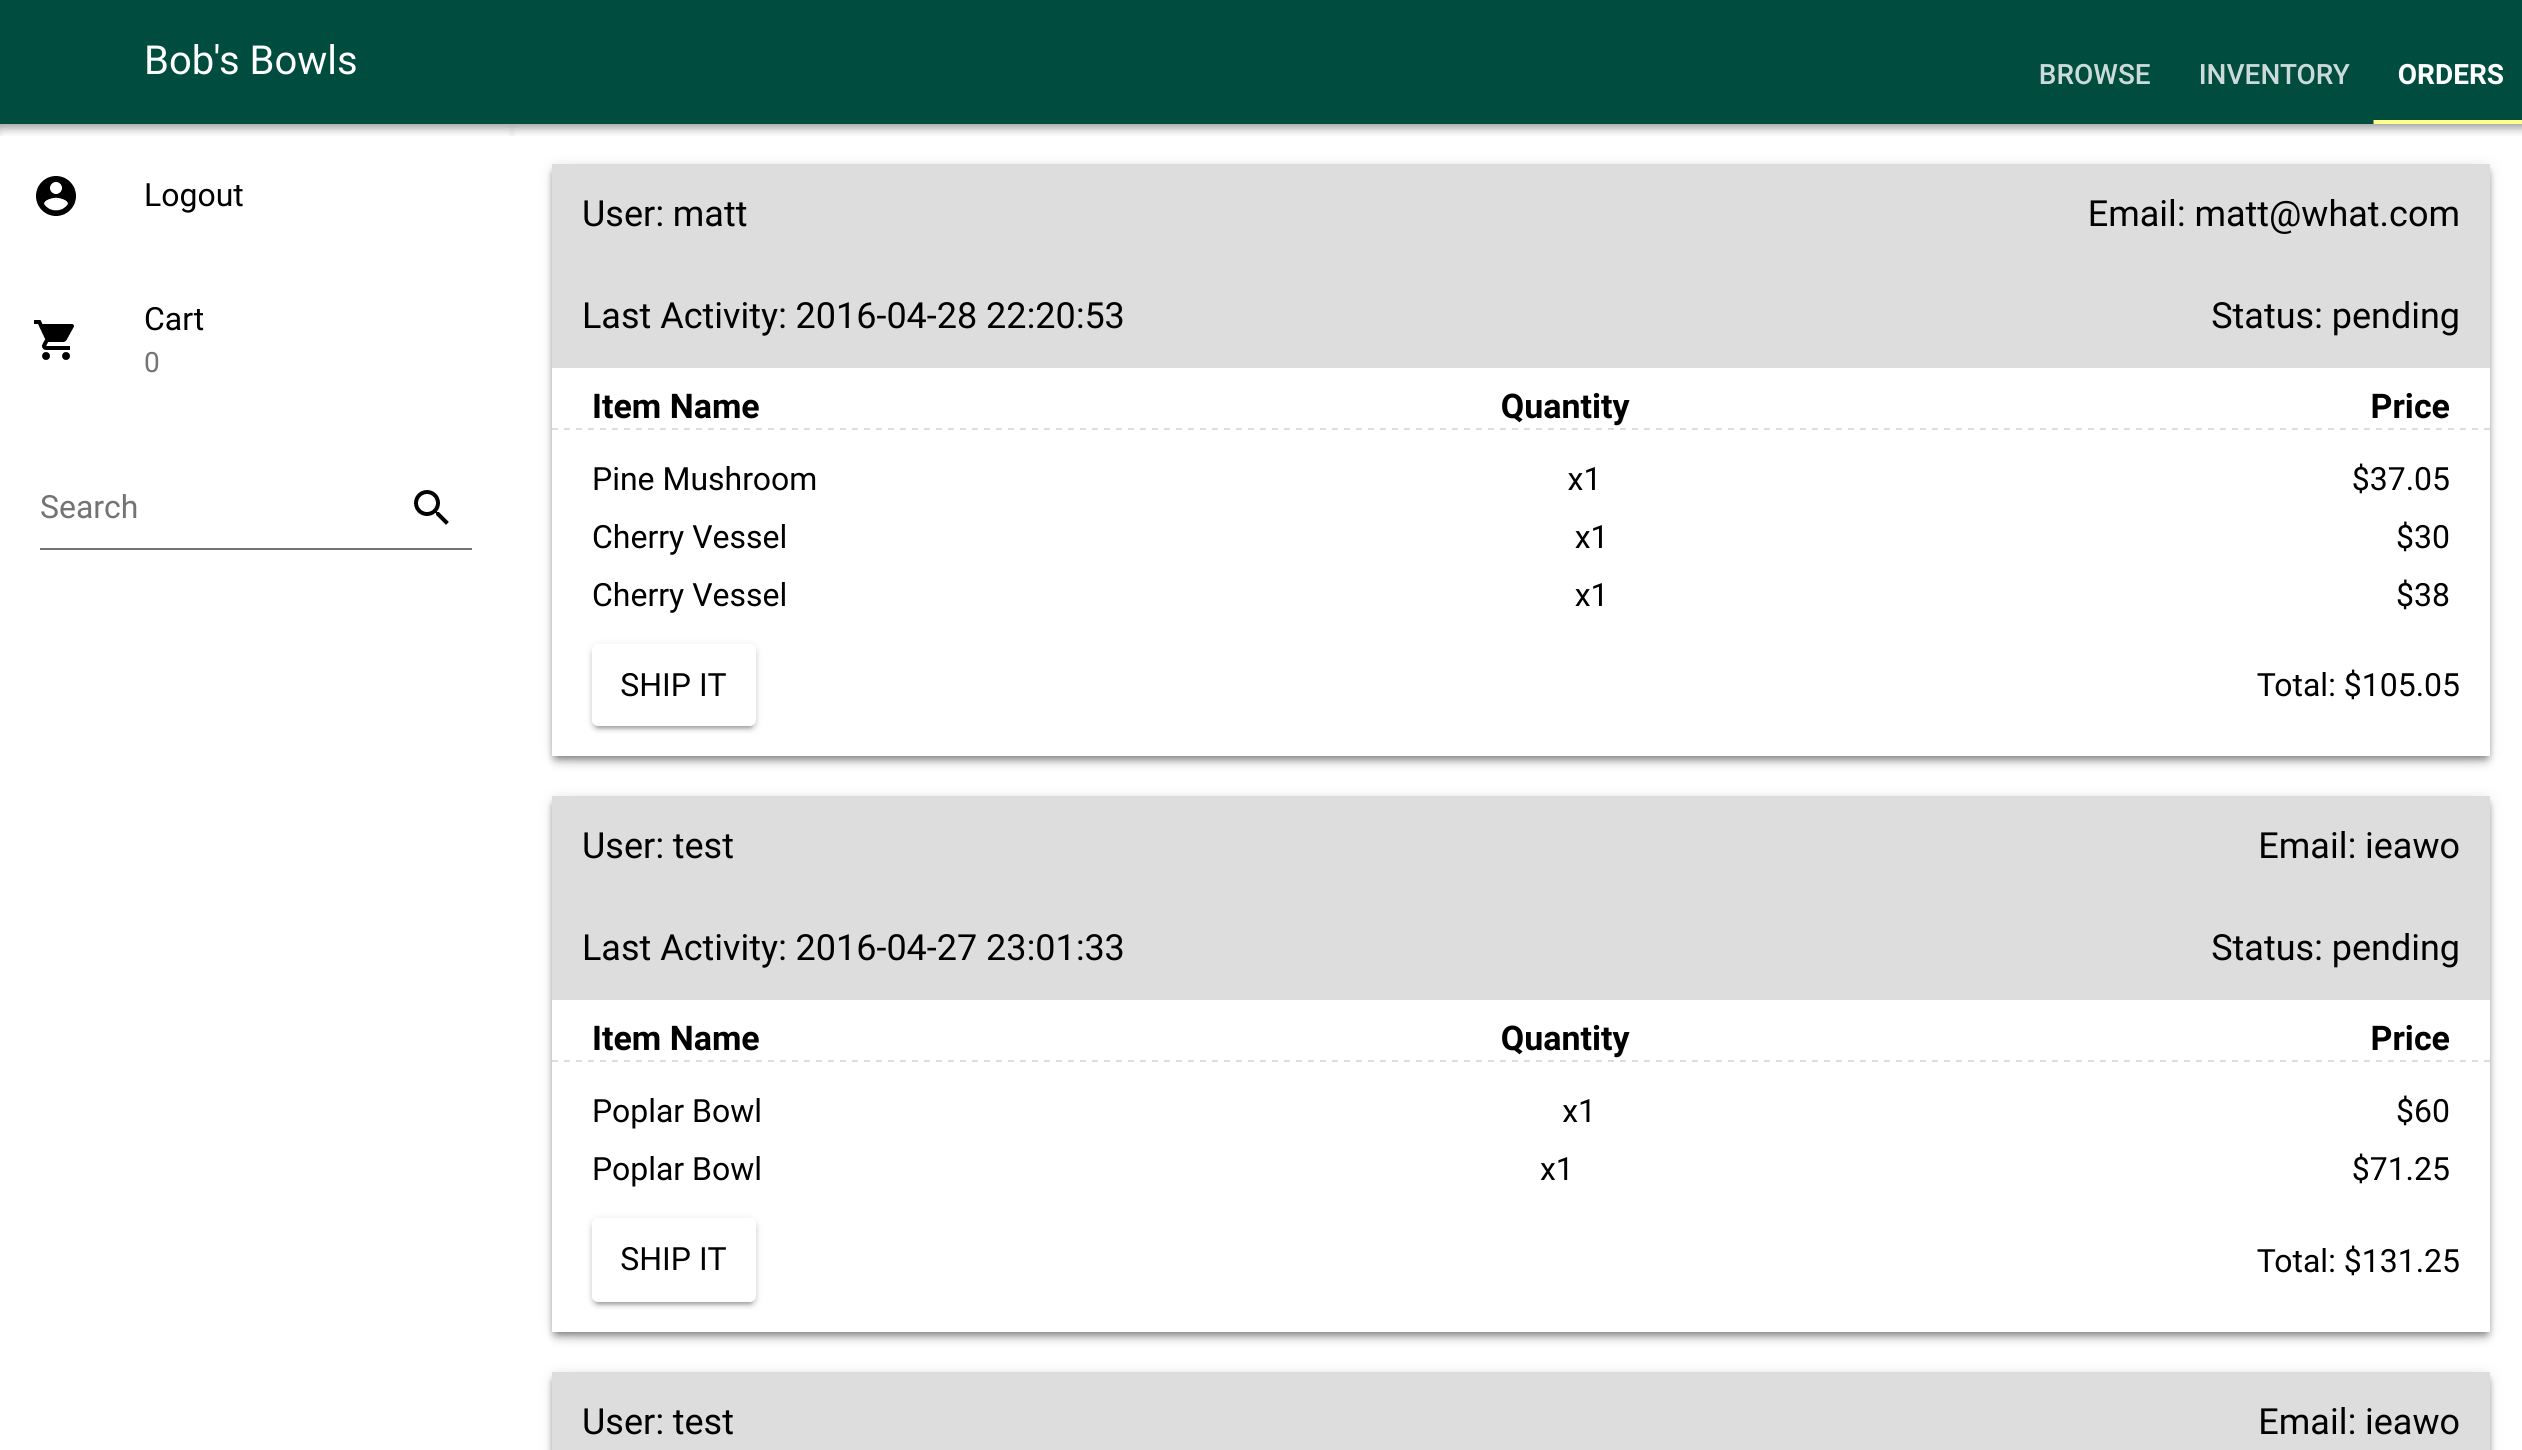 Bob's Bowls
BROWSE INVENTORY ORDERS
Logout
Cart
0
Search
User: matt Email: matt@what.com
Last Activity: 2016-04-28 22:20:53 Status: pending
Item Name Quantity Price
Pine Mushroom x1 $37.05
Cherry Vessel x1 $30
Cherry Vessel x1 $38
SHIP IT Total: $105.05
User: test Email: ieawo
Last Activity: 2016-04-27 23:01:33 Status: pending
Item Name Quantity Price
Poplar Bowl x1 $60
Poplar Bowl x1 $71.25
SHIP IT Total: $131.25
User: test Email: ieawo